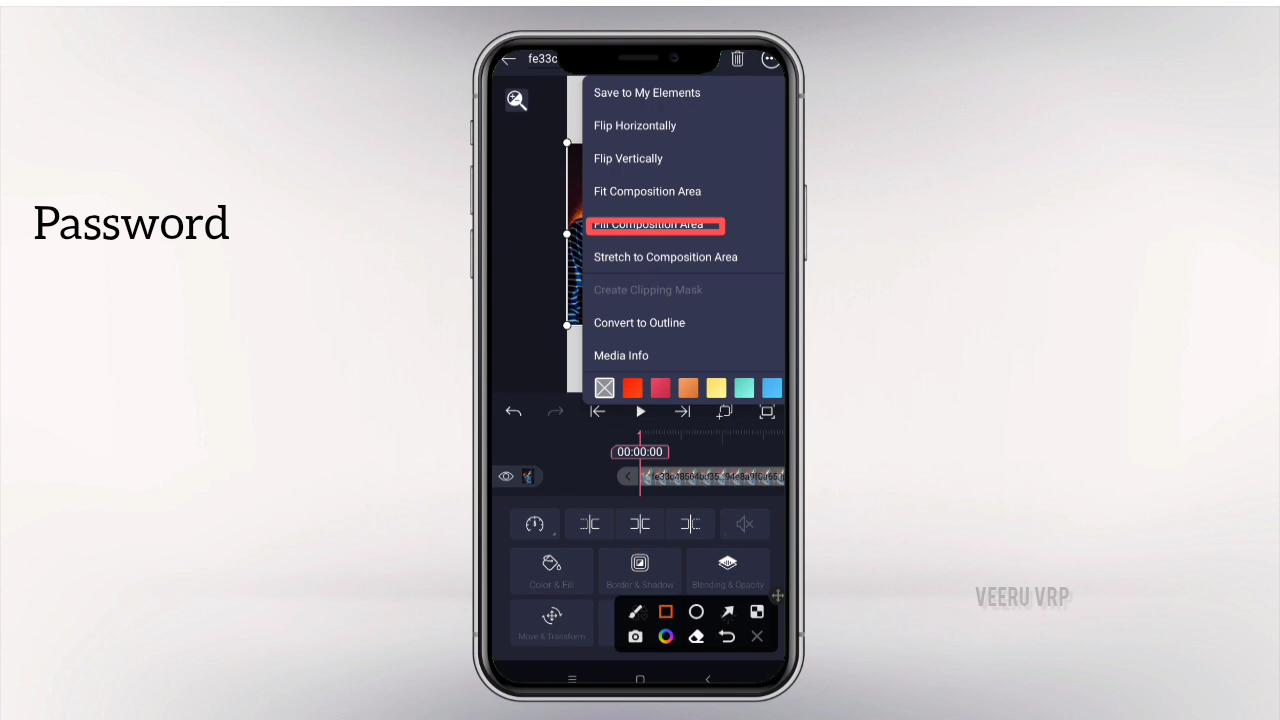 Password
fe33c
Save to My Elements
Flip Horizontally
Flip Vertically
Fit Composition Area
Fill Composition Area
Stretch to Composition Area
Create Clipping Mask
Convert to Outline
Media Info
00:00:00
Color & Fill
Border & Shadow
Blending & Opacity
Move & Transform
VEERU VRP